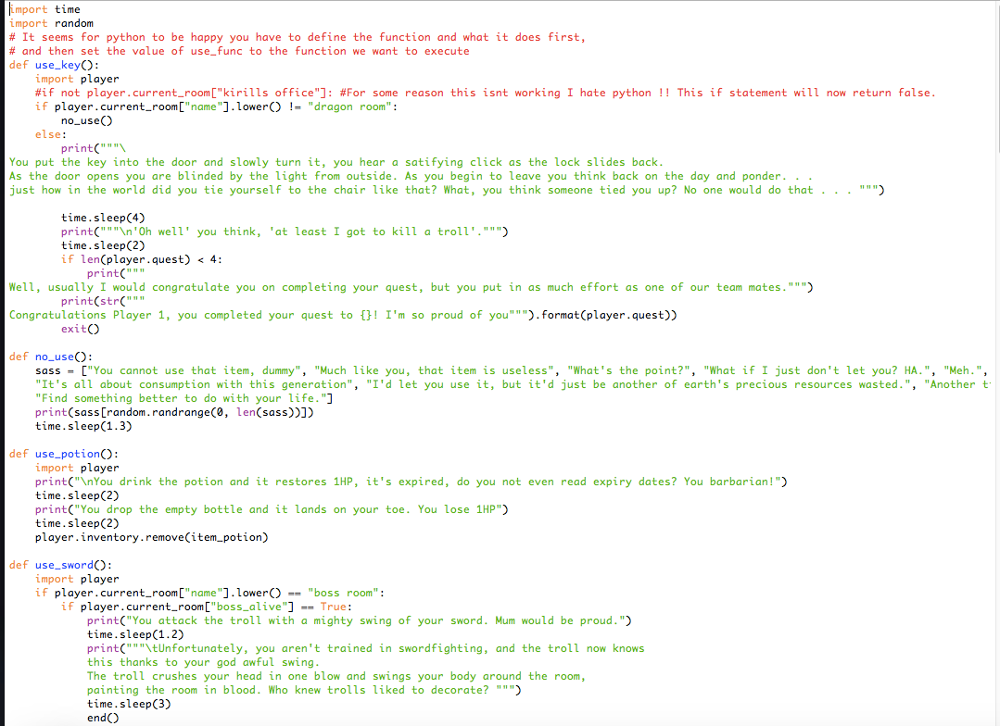 import time
import random
# It seems for python to be happy you have to define the function and what it does first,
# and then set the value of use_func to the function we want to execute
def use_key():
    import player
    #if not player.current_room["kirills office"]: #For some reason this isnt working I hate python !! This if statement will now return false.
    if player.current_room["name"].lower() != "dragon room":
        no_use()
    else:
        print("""\
You put the key into the door and slowly turn it, you hear a satifying click as the lock slides back.
As the door opens you are blinded by the light from outside. As you begin to leave you think back on the day and ponder. . .
just how in the world did you tie yourself to the chair like that? What, you think someone tied you up? No one would do that . . . """)

        time.sleep(4)
        print("""\n'Oh well' you think, 'at least I got to kill a troll'.""")
        time.sleep(2)
        if len(player.quest) < 4:
            print("""
Well, usually I would congratulate you on completing your quest, but you put in as much effort as one of our team mates.""")
        print(str("""
Congratulations Player 1, you completed your quest to {}! I'm so proud of you""").format(player.quest))
        exit()

def no_use():
    sass = ["You cannot use that item, dummy", "Much like you, that item is useless", "What's the point?", "What if I just don't let you? HA.", "Meh.",
    "It's all about consumption with this generation", "I'd let you use it, but it'd just be another of earth's precious resources wasted.", "Another
    "Find something better to do with your life."]
    print(sass[random.randrange(0, len(sass))])
    time.sleep(1.3)

def use_potion():
    import player
    print("\nYou drink the potion and it restores 1HP, it's expired, do you not even read expiry dates? You barbarian!")
    time.sleep(2)
    print("You drop the empty bottle and it lands on your toe. You lose 1HP")
    time.sleep(2)
    player.inventory.remove(item_potion)

def use_sword():
    import player
    if player.current_room["name"].lower() == "boss room":
        if player.current_room["boss_alive"] == True:
            print("You attack the troll with a mighty swing of your sword. Mum would be proud.")
            time.sleep(1.2)
            print("""\tUnfortunately, you aren't trained in swordfighting, and the troll now knows
            this thanks to your god awful swing.
            The troll crushes your head in one blow and swings your body around the room,
            painting the room in blood. Who knew trolls liked to decorate? """)
            time.sleep(3)
            end()